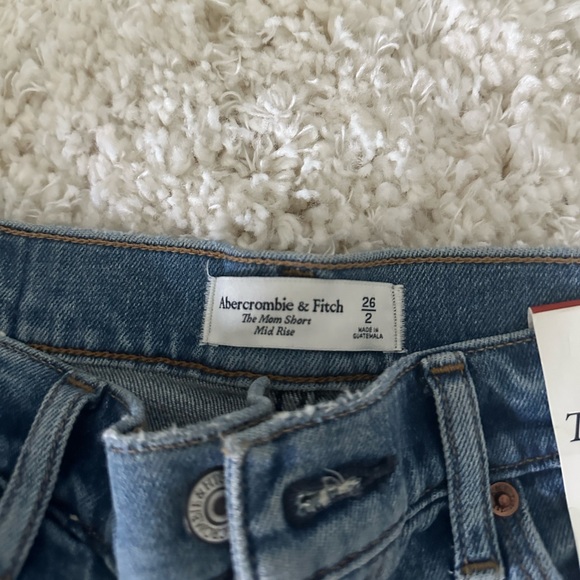 Abercrombie & Fitch
The Mom Short
Mid Rise
26
2
MADE IN
GUATEMALA
T